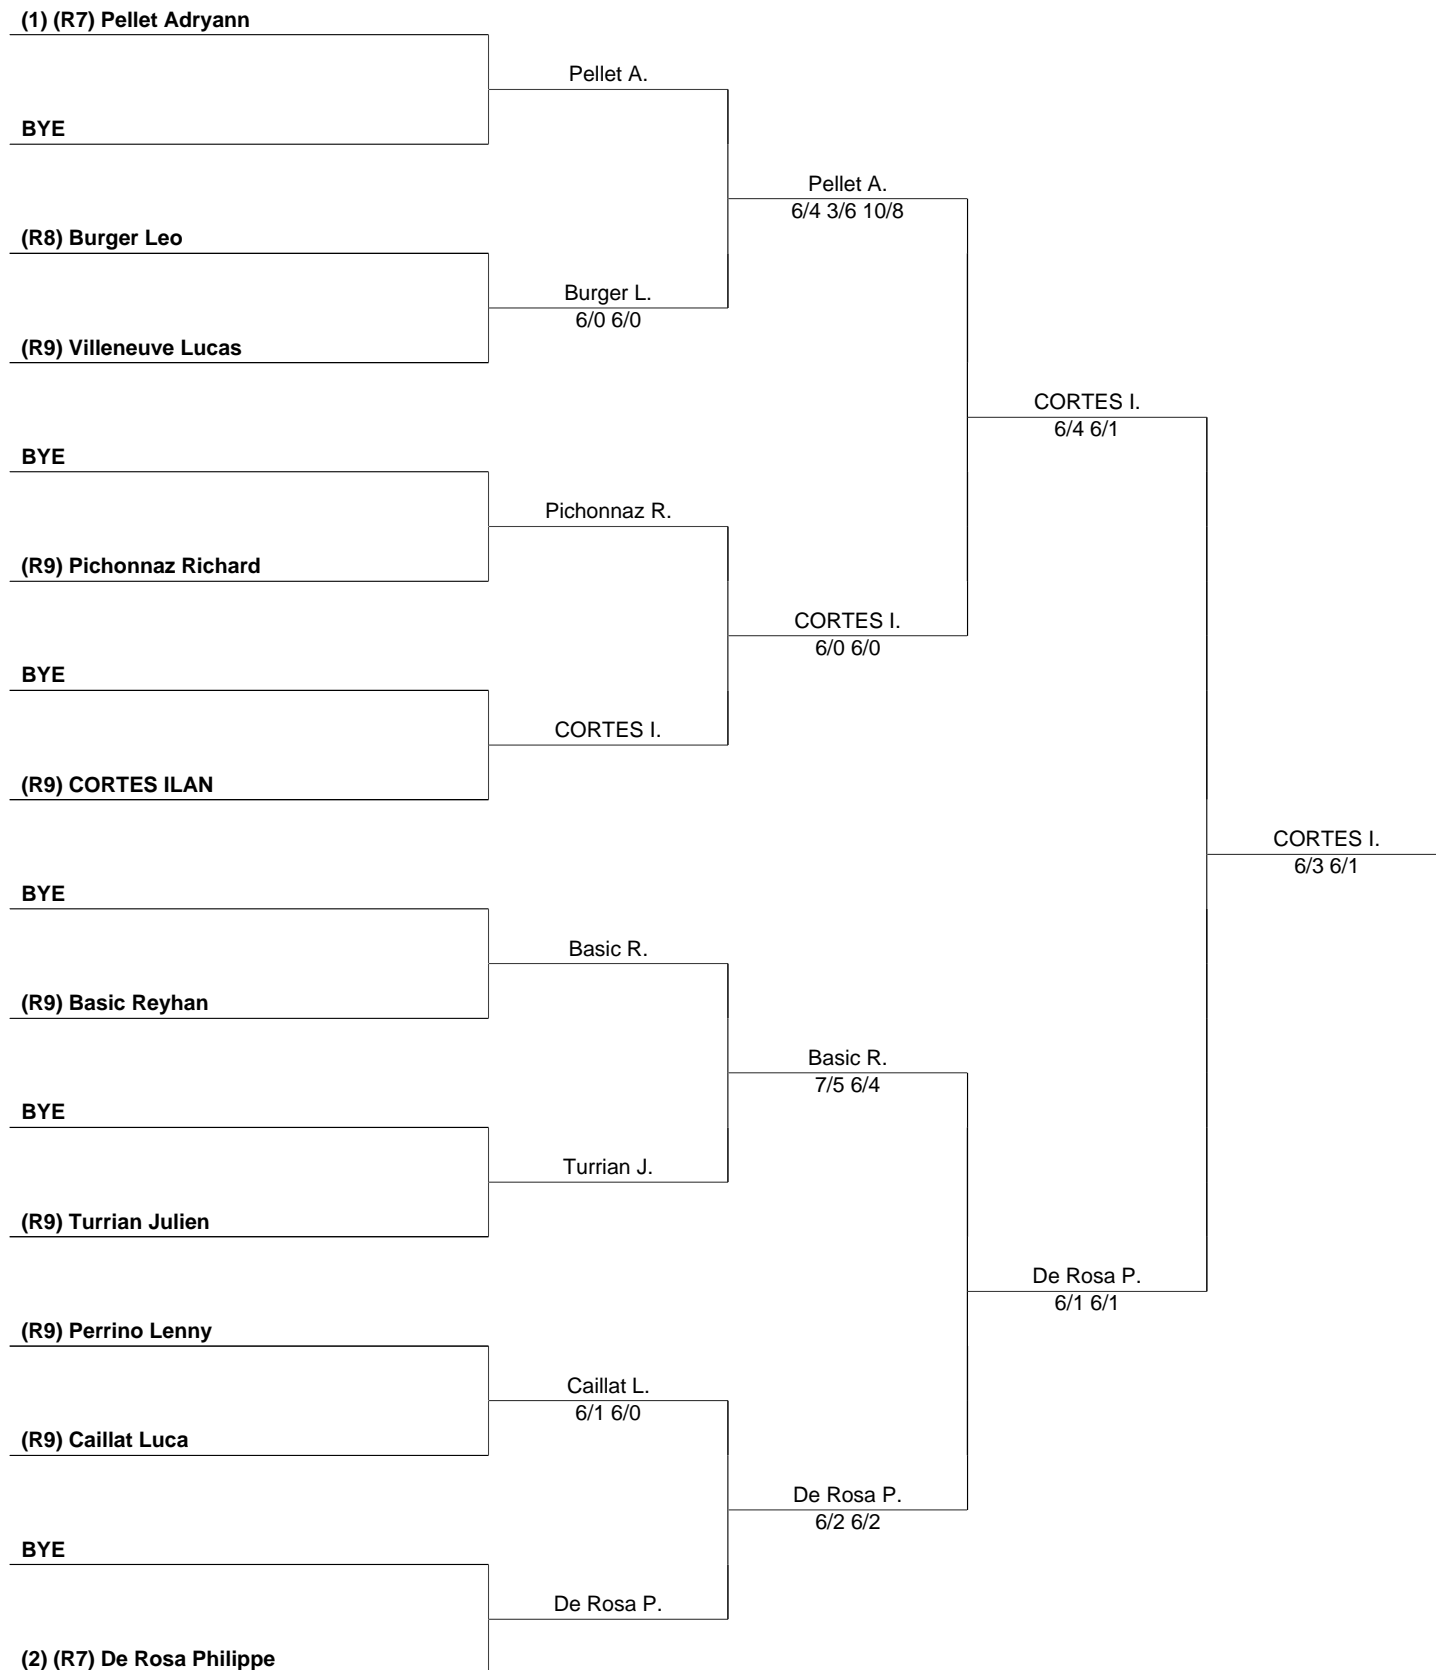 (1) (R7) Pellet Adryann
Pellet A.
BYE
Pellet A.
6/4 3/6 10/8
(R8) Burger Leo
Burger L.
6/0 6/0
(R9) Villeneuve Lucas
CORTES I.
6/4 6/1
BYE
Pichonnaz R.
(R9) Pichonnaz Richard
CORTES I.
6/0 6/0
BYE
CORTES I.
(R9) CORTES ILAN
CORTES I.
6/3 6/1
BYE
Basic R.
(R9) Basic Reyhan
Basic R.
7/5 6/4
BYE
Turrian J.
(R9) Turrian Julien
De Rosa P.
6/1 6/1
(R9) Perrino Lenny
Caillat L.
6/1 6/0
(R9) Caillat Luca
De Rosa P.
6/2 6/2
BYE
De Rosa P.
(2) (R7) De Rosa Philippe